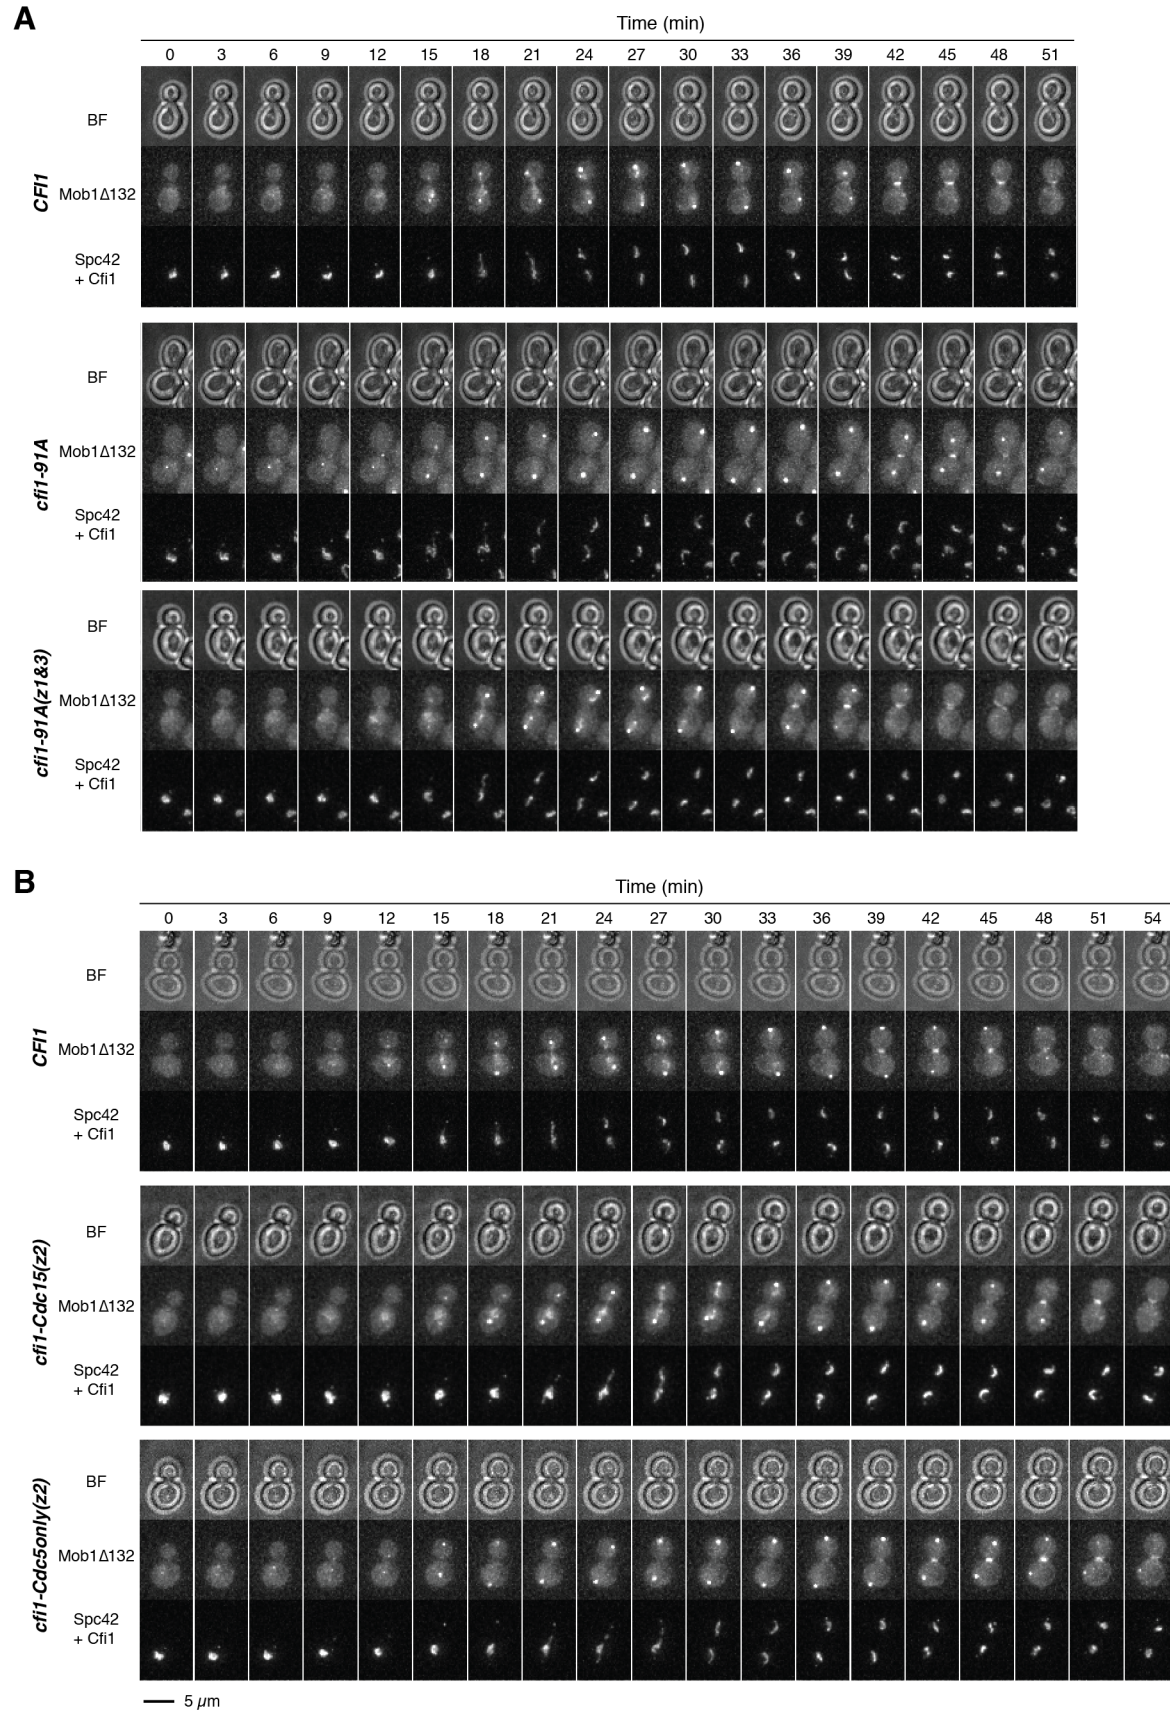 A
Time (min)
0 3 6 9 12 15 18 21 24 27 30 33 36 39 42 45 48 51
CFI1
BF
Mob1Δ132
Spc42
+ Cfi1
cfi1-91A
BF
Mob1Δ132
Spc42
+ Cfi1
cfi1-91A(z1&3)
BF
Mob1Δ132
Spc42
+ Cfi1
B
Time (min)
0 3 6 9 12 15 18 21 24 27 30 33 36 39 42 45 48 51 54
CFI1
BF
Mob1Δ132
Spc42
+ Cfi1
cfi1-Cdc15(z2)
BF
Mob1Δ132
Spc42
+ Cfi1
cfi1-Cdc5only(z2)
BF
Mob1Δ132
Spc42
+ Cfi1
5 μm